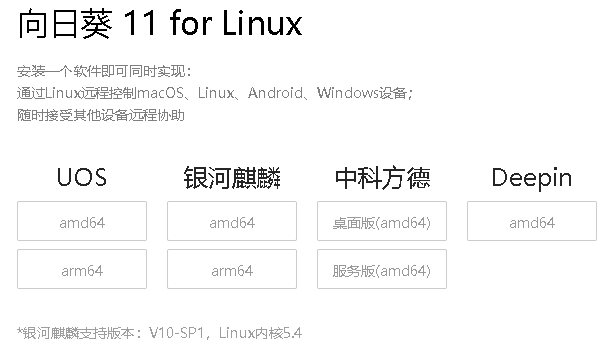 向日葵 11 for Linux
安装一个软件即可同时实现：
通过Linux远程控制macOS、Linux、Android、Windows设备；
随时接受其他设备远程协助
UOS 银河麒麟 中科方德 Deepin
amd64 amd64 桌面版(amd64) amd64
arm64 arm64 服务版(amd64)
*银河麒麟支持版本：V10-SP1，Linux内核5.4